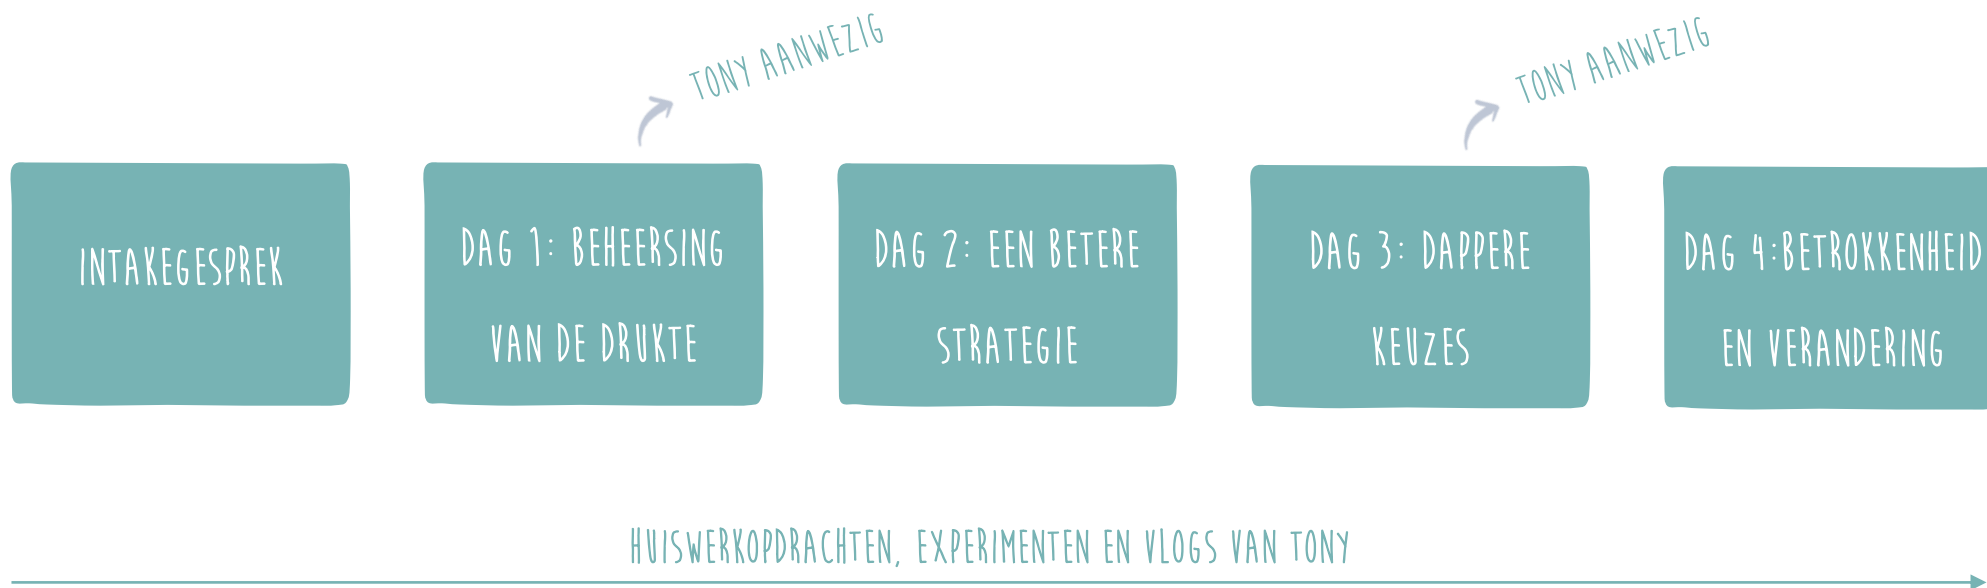 TONY AANWEZIG
TONY AANWEZIG
INTAKEGESPREK
DAG 1: BEHEERSING
VAN DE DRUKTE
DAG 2: EEN BETERE
STRATEGIE
DAG 3: DAPPERE
KEUZES
DAG 4:BETROKKENHEID
EN VERANDERING
HUISWERKOPDRACHTEN, EXPERIMENTEN EN VLOGS VAN TONY